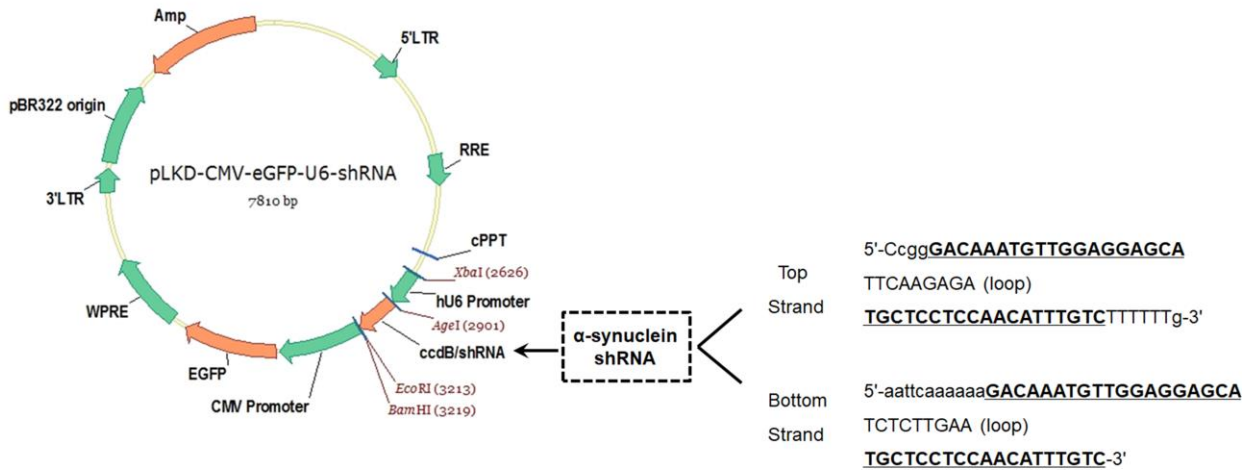 Amp
5'LTR
pBR322 origin
RRE
pLKD-CMV-eGFP-U6-shRNA
7810 bp
3'LTR
cPPT
XbaI (2626)
hU6 Promoter
WPRE
AgeI (2901)
ccdB/shRNA
EGFP
EcoRI (3213)
CMV Promoter
BamHI (3219)
α-synuclein
shRNA
Top
Strand
5'-CcggGACAAATGTTGGAGGAGCA
TTCAAGAGA (loop)
TGCTCCTCCAACATTTGTCTTTTTTg-3'
Bottom
Strand
5'-aattcaaaaaaGACAAATGTTGGAGGAGCA
TCTCTTGAA (loop)
TGCTCCTCCAACATTTGTC-3'